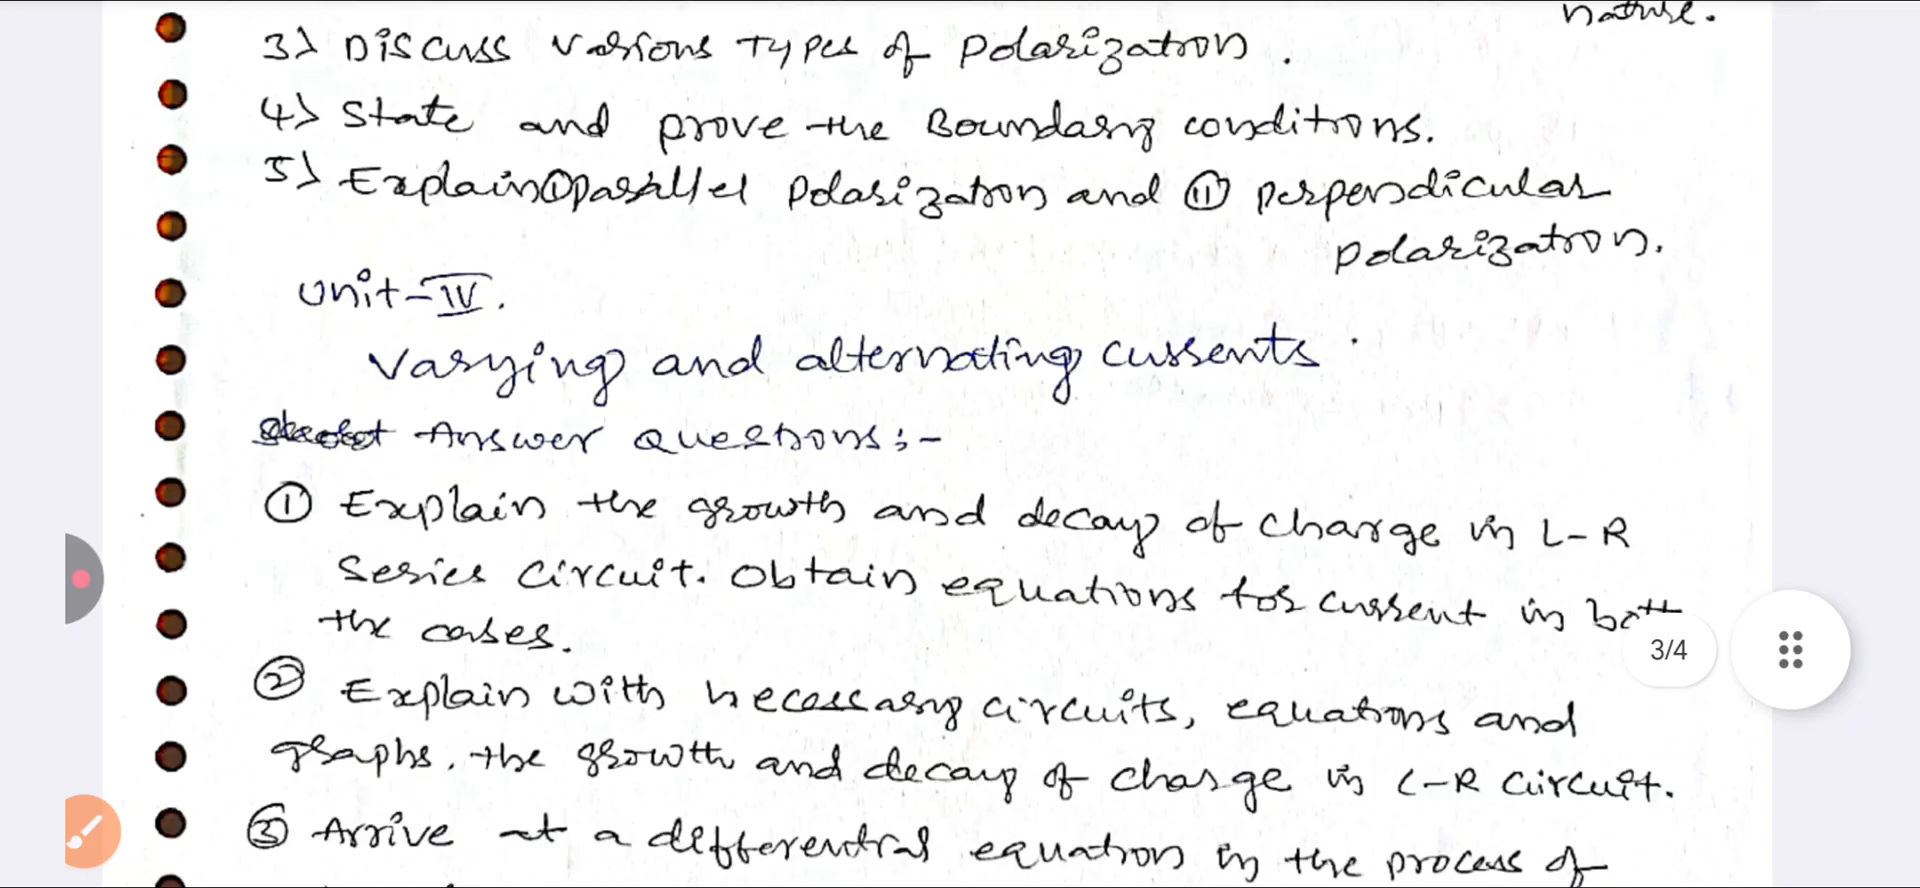 nature.
3> Discuss various Types of polarization.
4> State and prove the Boundary conditions.
5> Explain ① parallel polarization and ⑪ perpendicular
polarization.
Unit-IV.
Varying and alternating currents.
Answer questions:-
① Explain the growth and decay of charge in L-R
Series circuit. Obtain equations for current in both
the cases.
3/4
② Explain with necessary circuits, equations and
graphs. the growth and decay of charge in C-R circuit.
③ Arrive at a differential equation in the process of